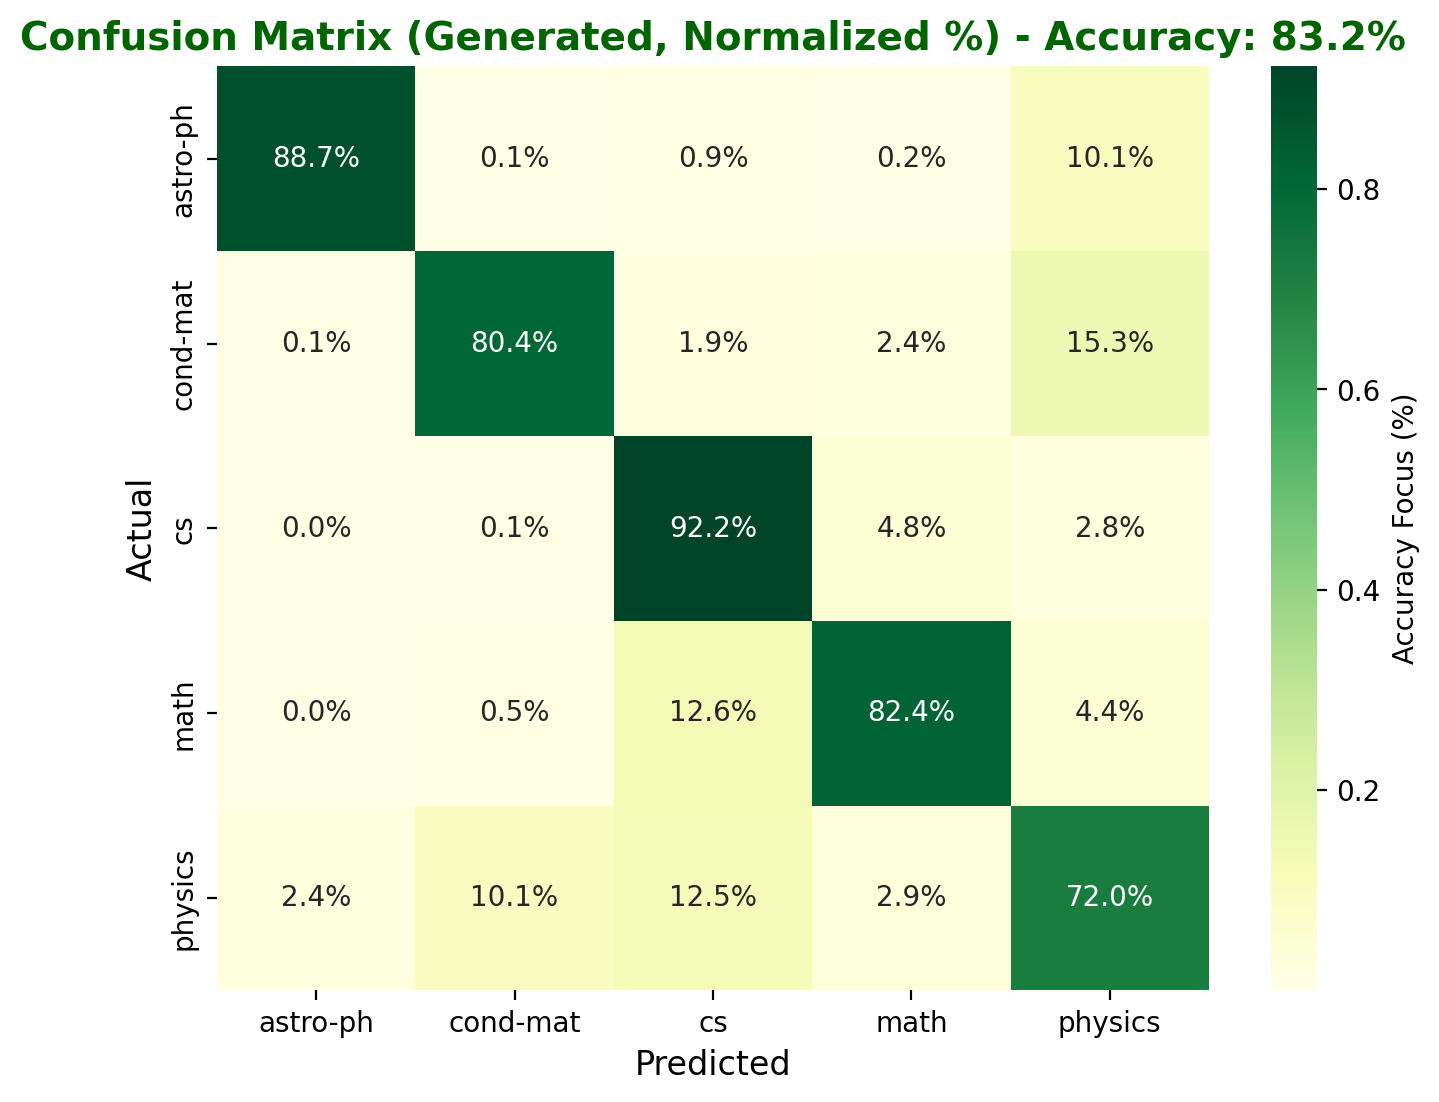 Confusion Matrix (Generated, Normalized %) - Accuracy: 83.2%
Actual
astro-ph 88.7% 0.1% 0.9% 0.2% 10.1%
cond-mat 0.1% 80.4% 1.9% 2.4% 15.3%
cs 0.0% 0.1% 92.2% 4.8% 2.8%
math 0.0% 0.5% 12.6% 82.4% 4.4%
physics 2.4% 10.1% 12.5% 2.9% 72.0%
astro-ph cond-mat cs math physics
Predicted
0.8
0.6
0.4
0.2
Accuracy Focus (%)